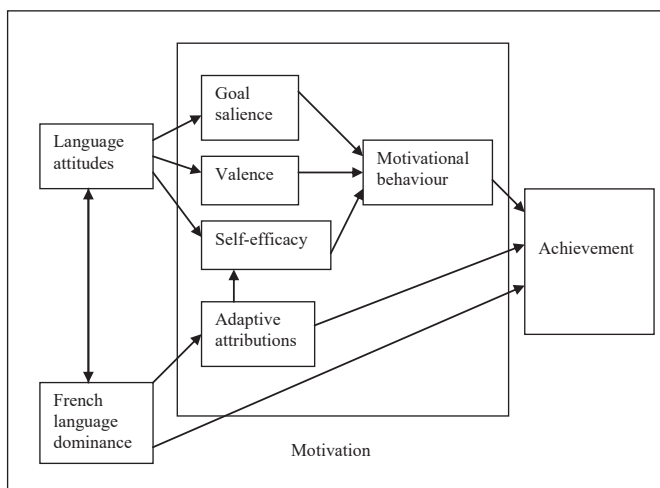 Goal
salience
Language
attitudes
Valence
Motivational
behaviour
Self-efficacy
Achievement
Adaptive
attributions
French
language
dominance
Motivation